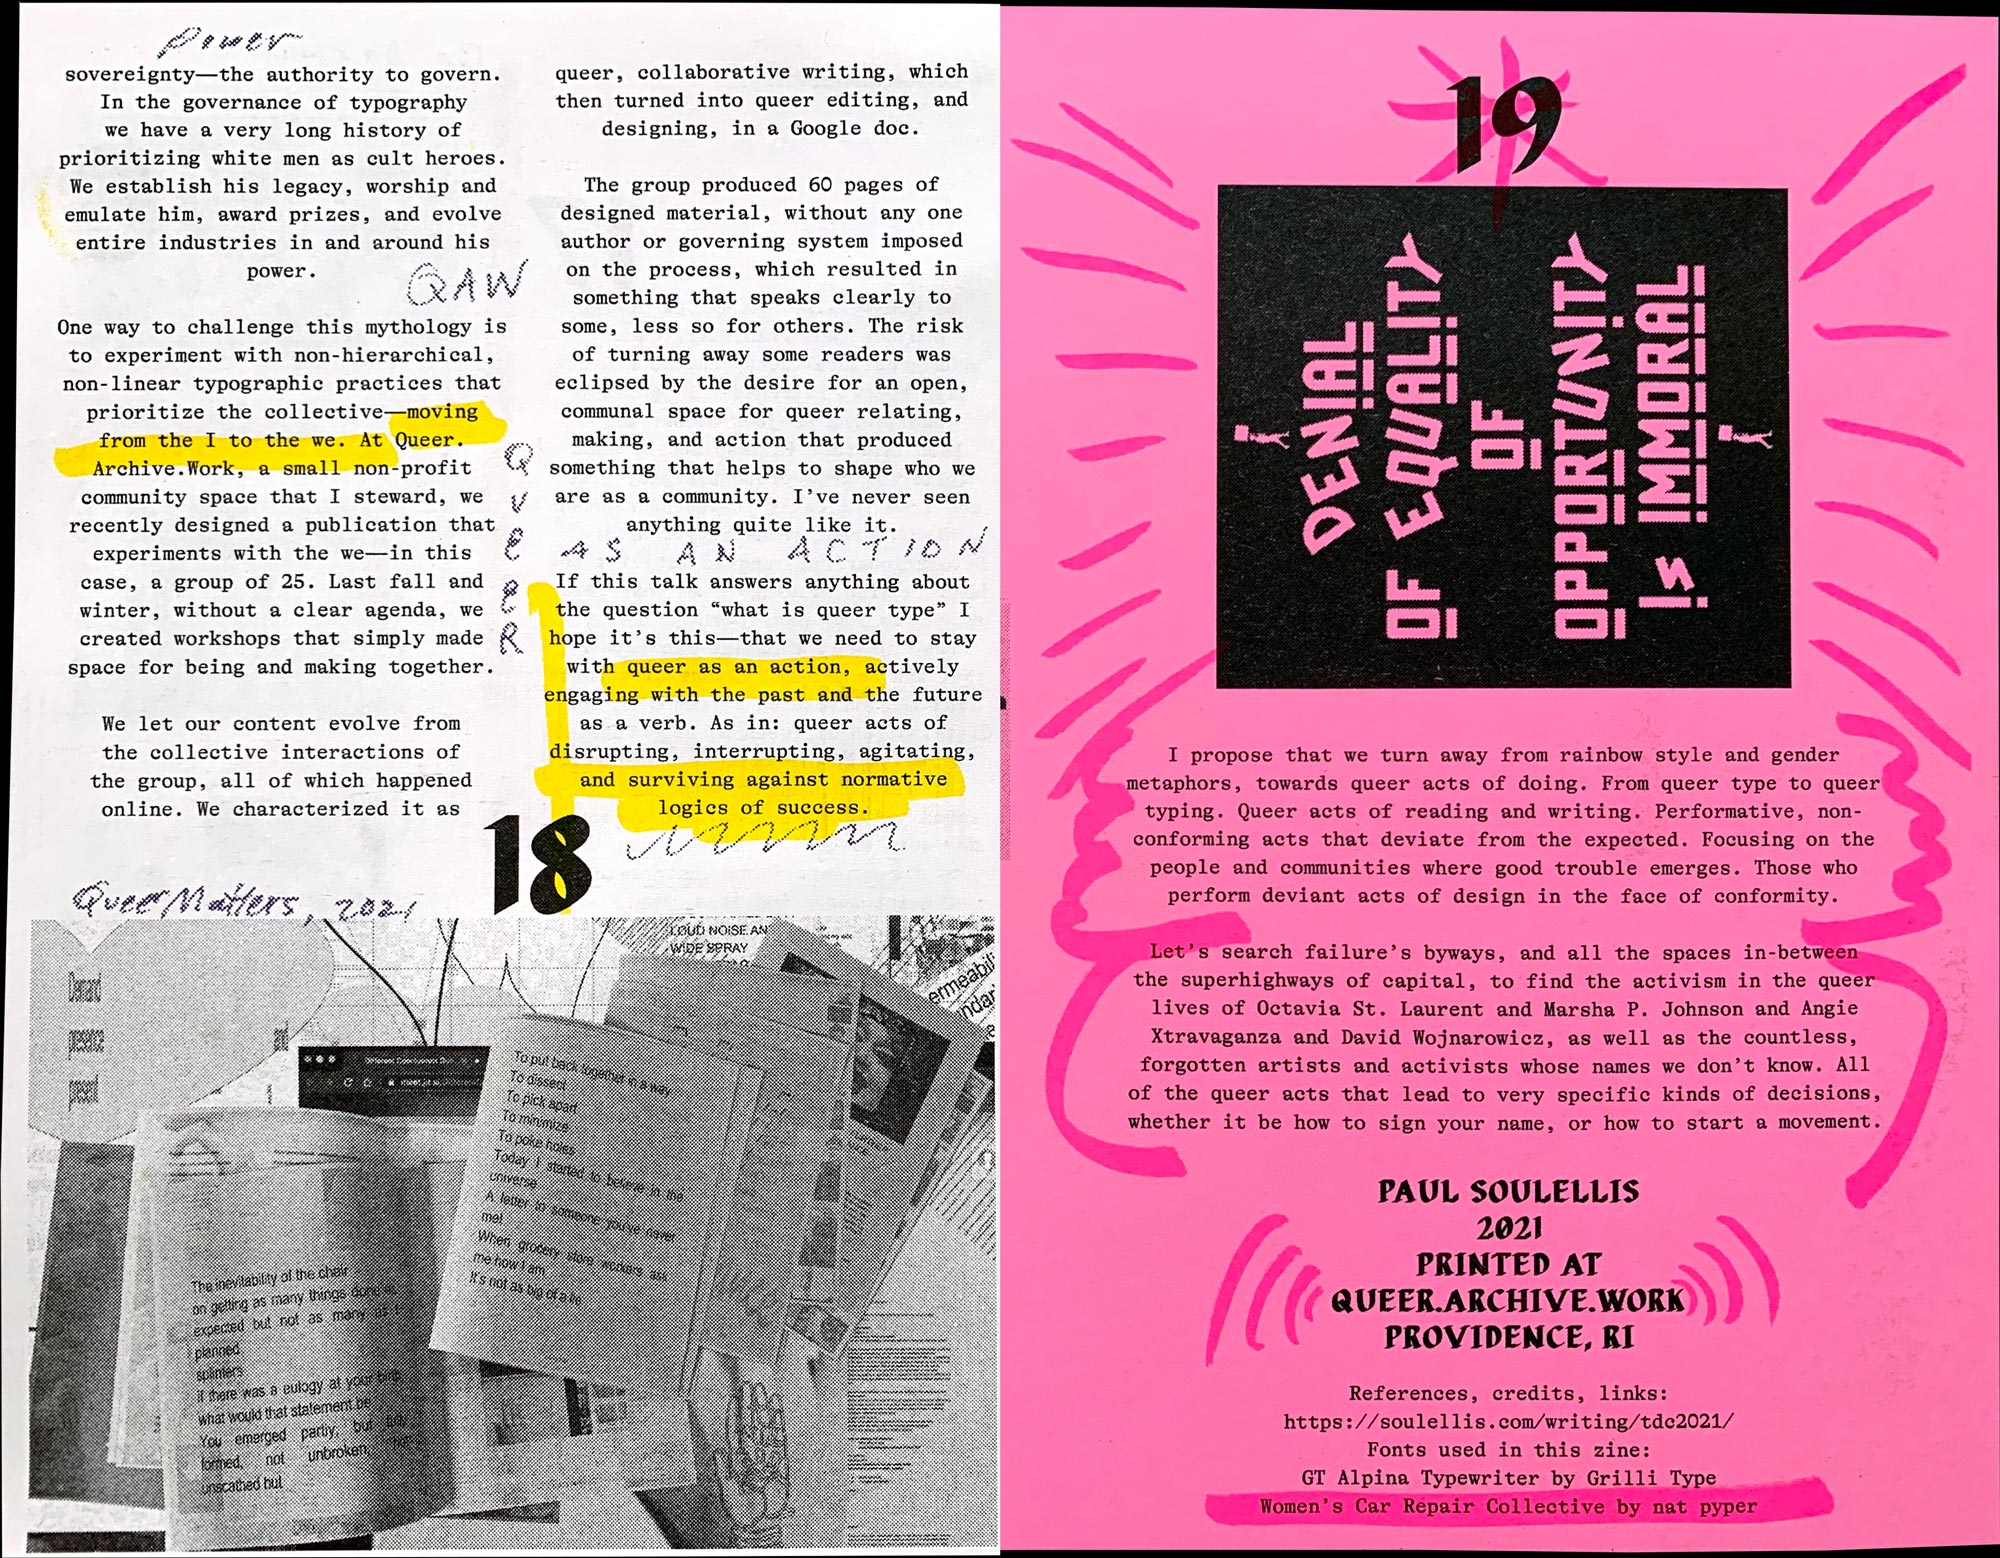 Power
sovereignty—the authority to govern.
In the governance of typography
we have a very long history of
prioritizing white men as cult heroes.
We establish his legacy, worship and
emulate him, award prizes, and evolve
entire industries in and around his
power.
QAW
One way to challenge this mythology is
to experiment with non-hierarchical,
non-linear typographic practices that
prioritize the collective—moving
from the I to the we. At Queer.
Archive.Work, a small non-profit
community space that I steward, we
recently designed a publication that
experiments with the we—in this
case, a group of 25. Last fall and
winter, without a clear agenda, we
created workshops that simply made
space for being and making together.
We let our content evolve from
the collective interactions of
the group, all of which happened
online. We characterized it as
QUEER
queer, collaborative writing, which
then turned into queer editing, and
designing, in a Google doc.
The group produced 60 pages of
designed material, without any one
author or governing system imposed
on the process, which resulted in
something that speaks clearly to
some, less so for others. The risk
of turning away some readers was
eclipsed by the desire for an open,
communal space for queer relating,
making, and action that produced
something that helps to shape who we
are as a community. I've never seen
anything quite like it.
AS AN ACTION
If this talk answers anything about
the question “what is queer type” I
hope it's this—that we need to stay
with queer as an action, actively
engaging with the past and the future
as a verb. As in: queer acts of
disrupting, interrupting, agitating,
and surviving against normative
logics of success.
18
Queer Matters, 2021
Demand
presence
present
and
LOUD NOISE AN
WIDE SPRAY
To put back together in a way
To dissect
To pick apart
To minimize
To poke holes
Today I started to believe in the
universe
A letter to someone you've never
met
When grocery store workers ask
me how I am
It's not as big of a lie
The inevitability of the chair
on getting as many things done as
expected but not as many as I
planned
splinters
if there was a eulogy at your birth
what would that statement be
You emerged partly, but fully
formed, not unbroken, not
unscathed but
19
DENIAL
OF EQUALITY
OF
OPPORTUNITY
IS IMMORAL
I propose that we turn away from rainbow style and gender
metaphors, towards queer acts of doing. From queer type to queer
typing. Queer acts of reading and writing. Performative, non-
conforming acts that deviate from the expected. Focusing on the
people and communities where good trouble emerges. Those who
perform deviant acts of design in the face of conformity.
Let's search failure's byways, and all the spaces in-between
the superhighways of capital, to find the activism in the queer
lives of Octavia St. Laurent and Marsha P. Johnson and Angie
Xtravaganza and David Wojnarowicz, as well as the countless,
forgotten artists and activists whose names we don't know. All
of the queer acts that lead to very specific kinds of decisions,
whether it be how to sign your name, or how to start a movement.
PAUL SOULELLIS
2021
PRINTED AT
QUEER.ARCHIVE.WORK
PROVIDENCE, RI
References, credits, links:
https://soulellis.com/writing/tdc2021/
Fonts used in this zine:
GT Alpina Typewriter by Grilli Type
Women's Car Repair Collective by nat pyper